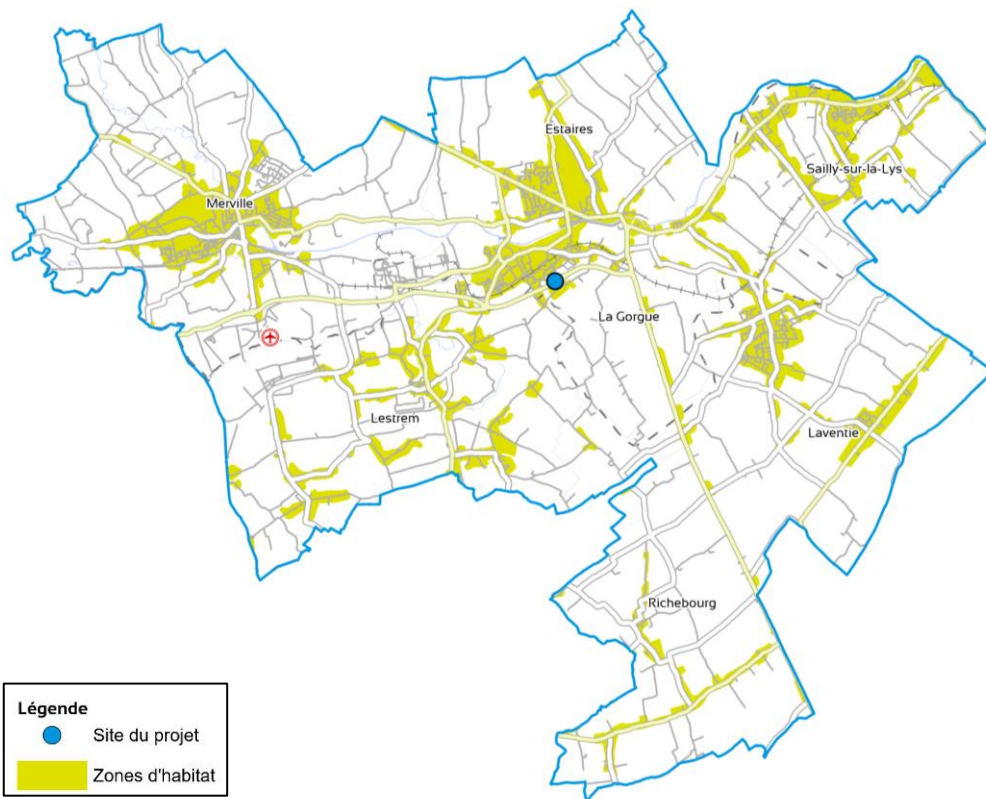 Estaires
Sailly-sur-la-Lys
Merville
La Gorgue
Lestrem
Laventie
Richebourg
Légende
Site du projet
Zones d'habitat